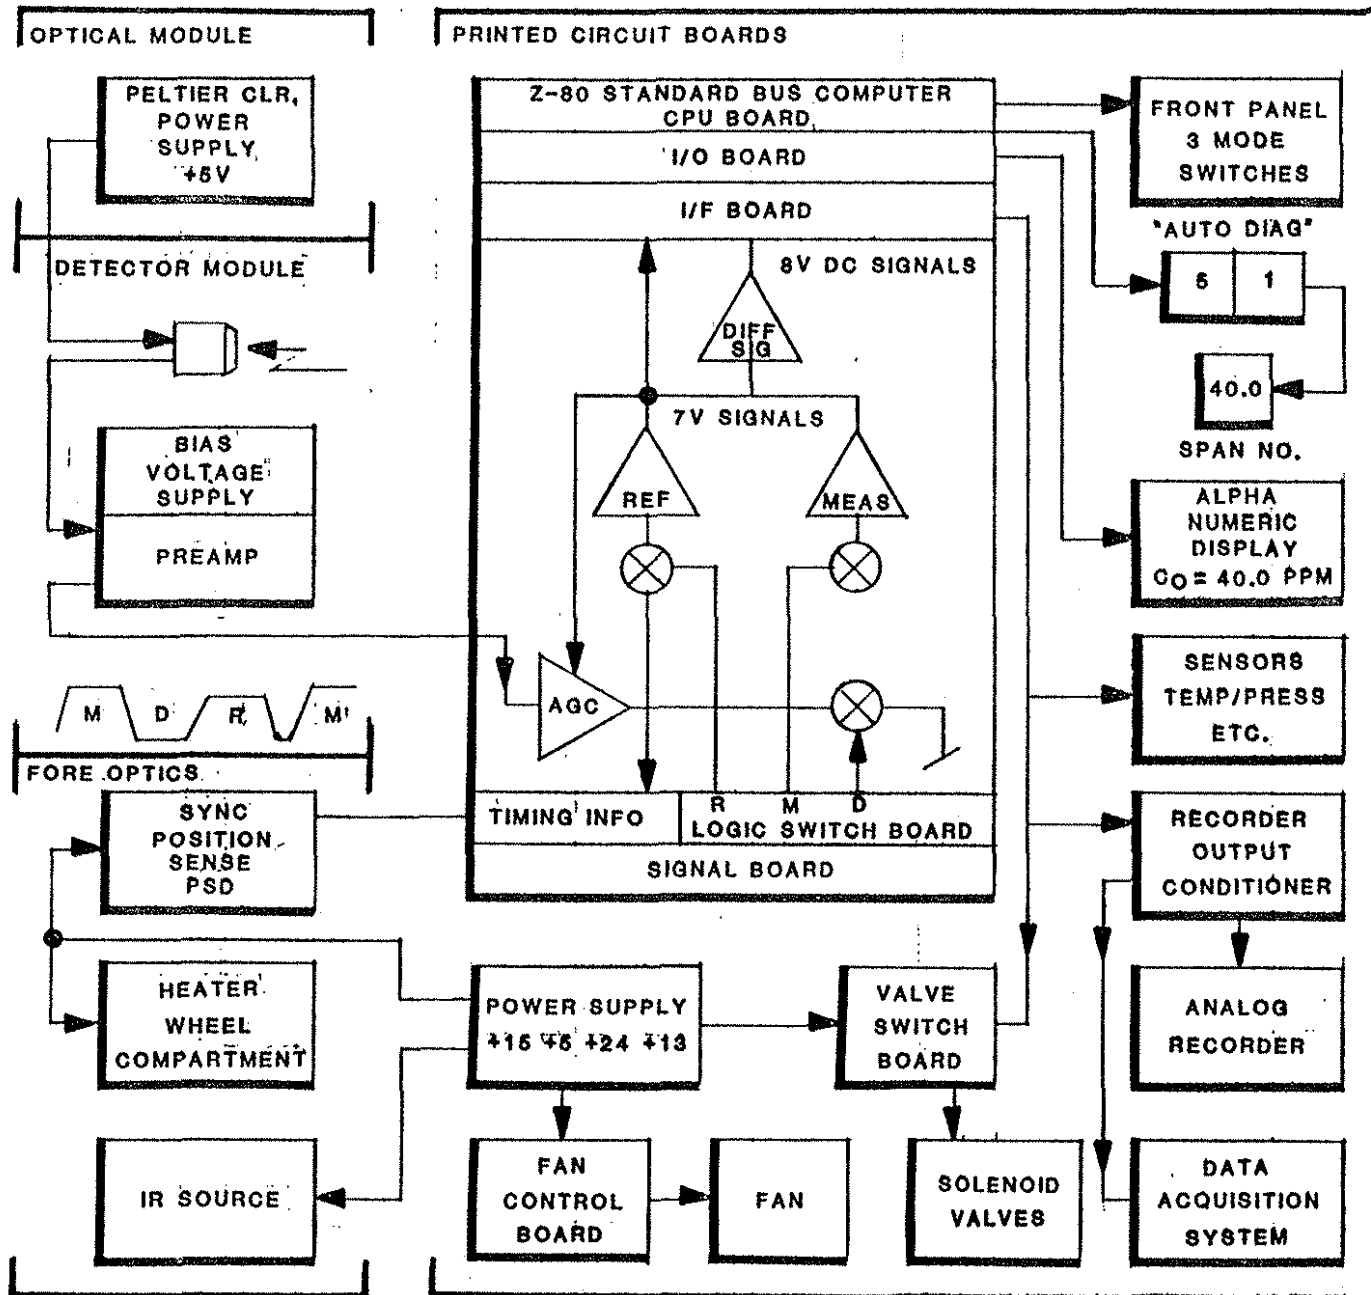 OPTICAL MODULE
PELTIER CLR,
POWER
SUPPLY
+5V
DETECTOR MODULE
BIAS
VOLTAGE
SUPPLY
PREAMP
M D R M
FORE OPTICS
SYNC
POSITION
SENSE
PSD
HEATER
WHEEL
COMPARTMENT
IR SOURCE
PRINTED CIRCUIT BOARDS
Z-80 STANDARD BUS COMPUTER
CPU BOARD
I/O BOARD
I/F BOARD
8V DC SIGNALS
DIFF
SIG
7V SIGNALS
REF
MEAS
AGC
R M D
TIMING INFO
LOGIC SWITCH BOARD
SIGNAL BOARD
POWER SUPPLY
+15 +5 +24 +13
VALVE
SWITCH
BOARD
FAN
CONTROL
BOARD
FAN
SOLENOID
VALVES
FRONT PANEL
3 MODE
SWITCHES
"AUTO DIAG"
5 1
40.0
SPAN NO.
ALPHA
NUMERIC
DISPLAY
CO = 40.0 PPM
SENSORS
TEMP/PRESS
ETC.
RECORDER
OUTPUT
CONDITIONER
ANALOG
RECORDER
DATA
ACQUISITION
SYSTEM